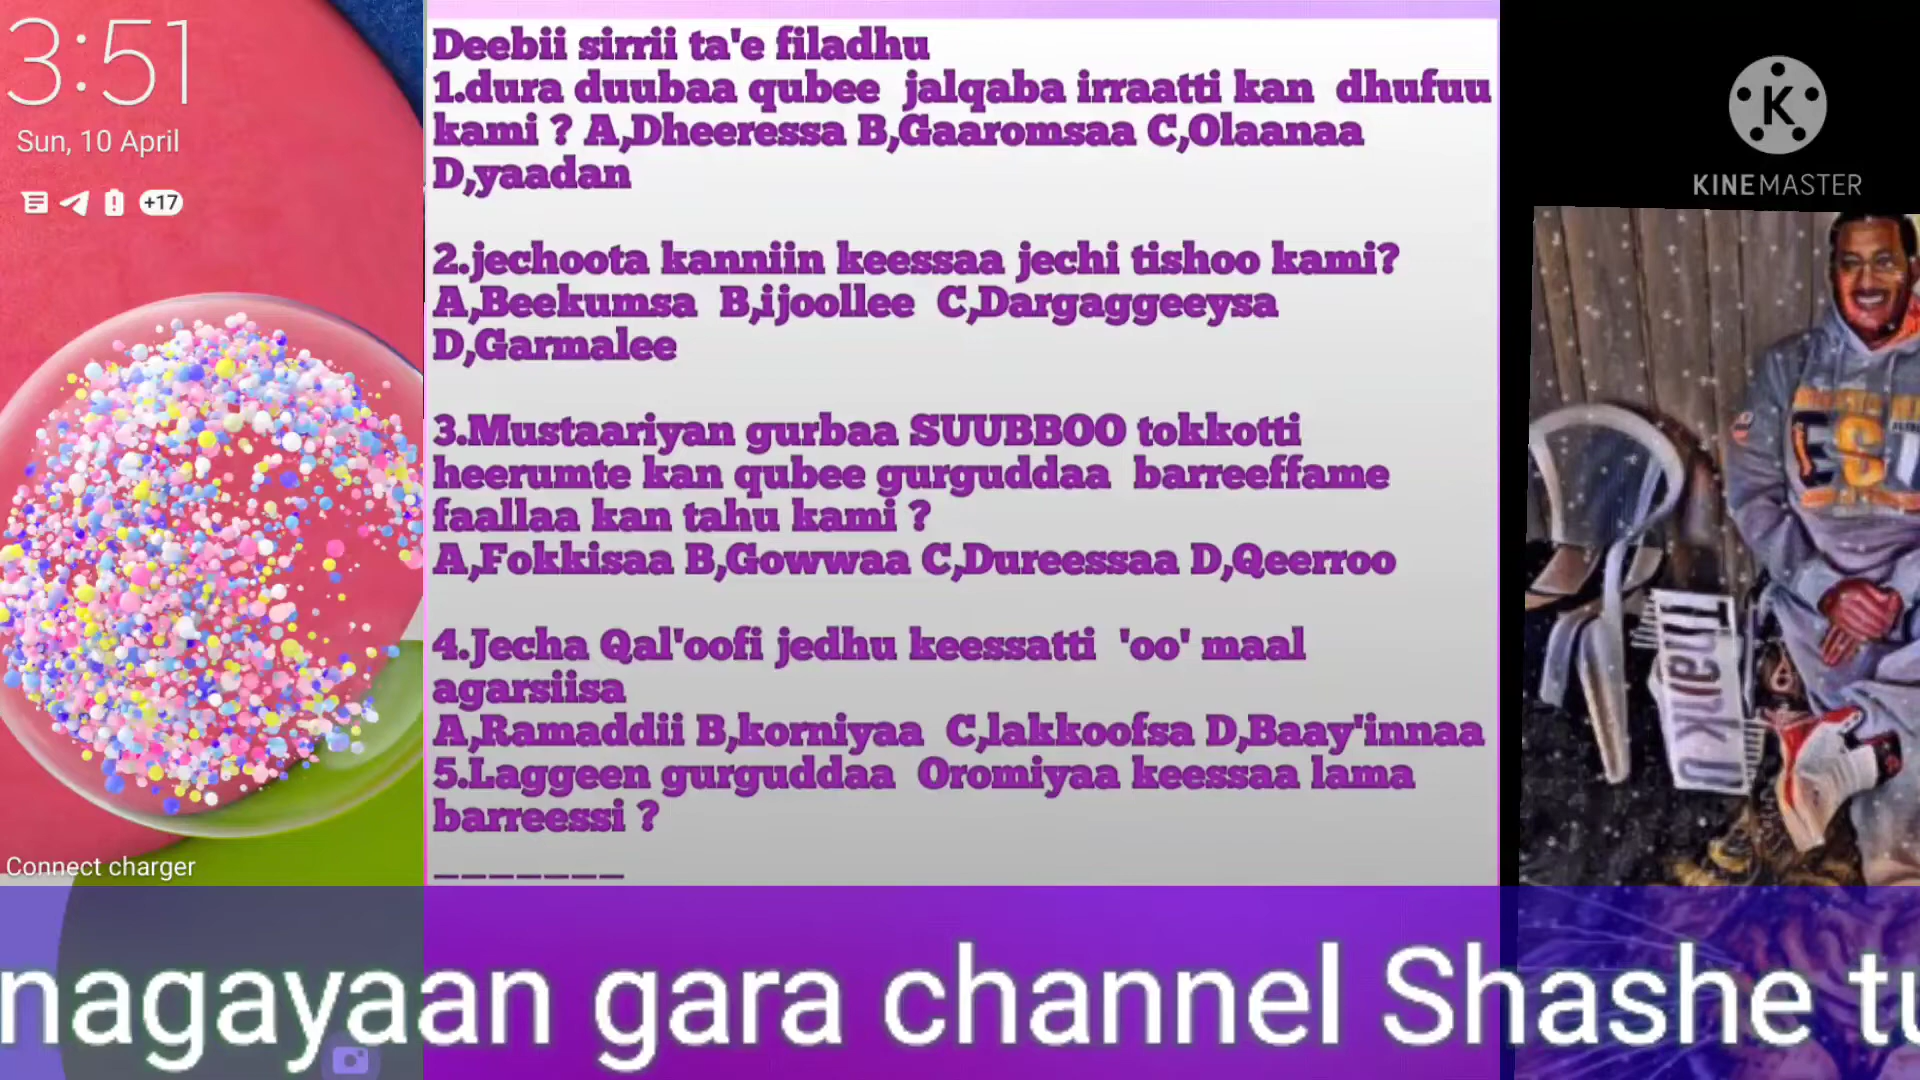 3:51
Sun, 10 April
+17
Connect charger
Deebii sirrii ta'e filadhu
1.dura duubaa qubee jalqaba irraatti kan dhufuu
kami ? A,Dheeressa B,Gaaromsaa C,Olaanaa
D,yaadan
2.jechoota kanniin keessaa jechi tishoo kami?
A,Beekumsa B,ijoollee C,Dargaggeeysa
D,Garmalee
3.Mustaariyan gurbaa SUUBBOO tokkotti
heerumte kan qubee gurguddaa barreeffame
faallaa kan tahu kami ?
A,Fokkisaa B,Gowwaa C,Dureessaa D,Qeerroo
4.Jecha Qal'oofi jedhu keessatti 'oo' maal
agarsiisa
A,Ramaddii B,korniyaa C,lakkoofsa D,Baay'innaa
5.Laggeen gurguddaa Oromiyaa keessaa lama
barreessi ?
_______
K
KINEMASTER
Thank U
nagayaan gara channel Shashe tu